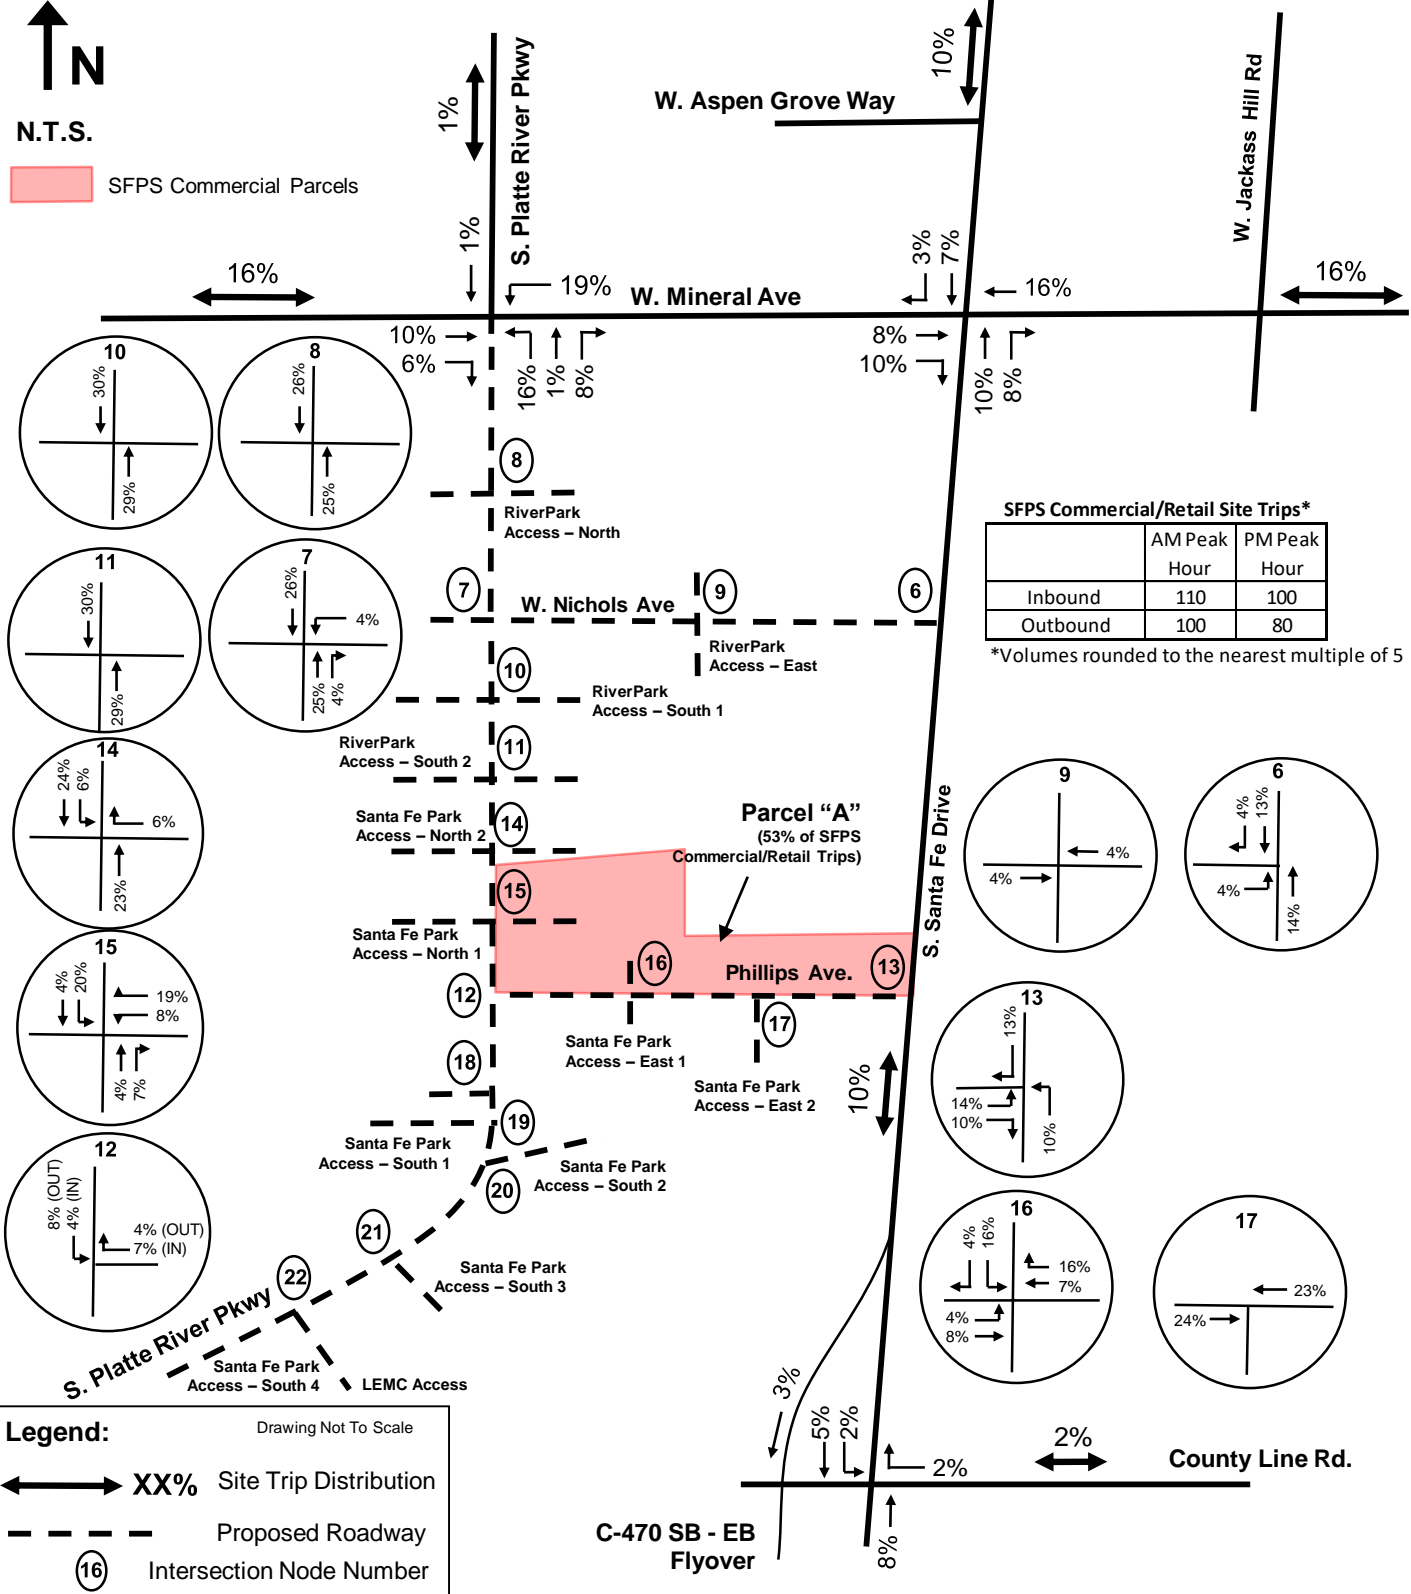 N
N.T.S.
SFPS Commercial Parcels
1%
S. Platte River Pkwy
W. Aspen Grove Way
10%
W. Jackass Hill Rd
16%
1%
19%
W. Mineral Ave
3%
7%
16%
16%
10%
6%
16%
1%
8%
8%
10%
10%
8%
10
30%
29%
8
26%
25%
8
RiverPark
Access – North
SFPS Commercial/Retail Site Trips*
AM Peak Hour
PM Peak Hour
Inbound 110 100
Outbound 100 80
*Volumes rounded to the nearest multiple of 5
11
30%
29%
7
26%
4%
25%
4%
7
W. Nichols Ave
9
6
RiverPark
Access – East
10
RiverPark
Access – South 1
RiverPark
Access – South 2
11
14
24%
6%
6%
23%
Santa Fe Park
Access – North 2
14
Parcel “A”
(53% of SFPS
Commercial/Retail Trips)
S. Santa Fe Drive
9
4%
4%
6
4%
13%
4%
14%
15
4%
20%
19%
8%
4%
7%
15
Santa Fe Park
Access – North 1
16
Phillips Ave.
13
12
17
Santa Fe Park
Access – East 1
Santa Fe Park
Access – East 2
10%
13
13%
14%
10%
10%
18
19
Santa Fe Park
Access – South 1
20
Santa Fe Park
Access – South 2
12
8% (OUT)
4% (IN)
4% (OUT)
7% (IN)
16
4%
16%
16%
7%
4%
8%
17
23%
24%
21
Santa Fe Park
Access – South 3
22
S. Platte River Pkwy
Santa Fe Park
Access – South 4
LEMC Access
3%
5%
2%
2%
2%
County Line Rd.
8%
C-470 SB - EB
Flyover
Legend:
Drawing Not To Scale
XX% Site Trip Distribution
Proposed Roadway
16 Intersection Node Number